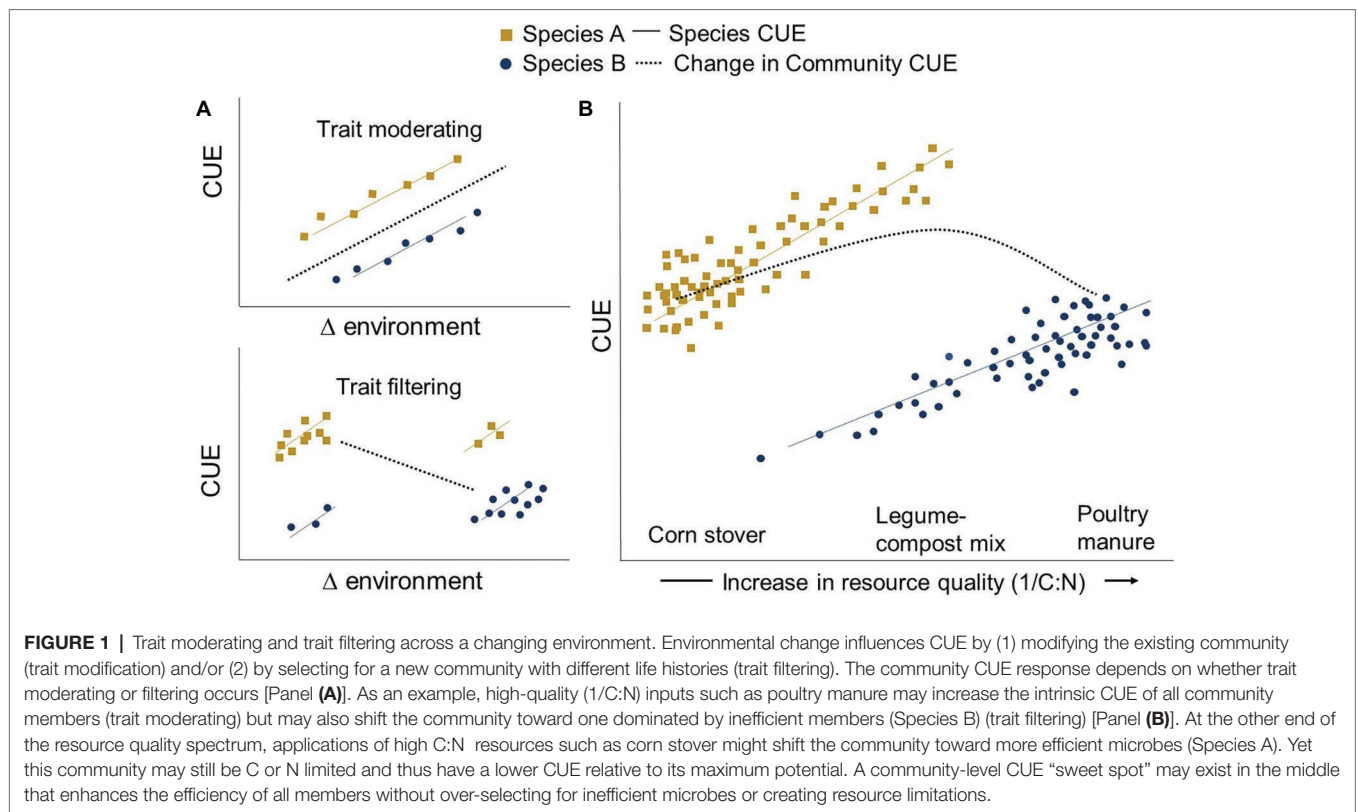 Species A — Species CUE
Species B ······ Change in Community CUE
A
Trait moderating
CUE
Δ environment
Trait filtering
CUE
Δ environment
B
CUE
Corn stover
Legume-
compost mix
Poultry
manure
Increase in resource quality (1/C:N)
FIGURE 1 | Trait moderating and trait filtering across a changing environment. Environmental change influences CUE by (1) modifying the existing community
(trait modification) and/or (2) by selecting for a new community with different life histories (trait filtering). The community CUE response depends on whether trait
moderating or filtering occurs [Panel (A)]. As an example, high-quality (1/C:N) inputs such as poultry manure may increase the intrinsic CUE of all community
members (trait moderating) but may also shift the community toward one dominated by inefficient members (Species B) (trait filtering) [Panel (B)]. At the other end of
the resource quality spectrum, applications of high C:N resources such as corn stover might shift the community toward more efficient microbes (Species A). Yet
this community may still be C or N limited and thus have a lower CUE relative to its maximum potential. A community-level CUE “sweet spot” may exist in the middle
that enhances the efficiency of all members without over-selecting for inefficient microbes or creating resource limitations.